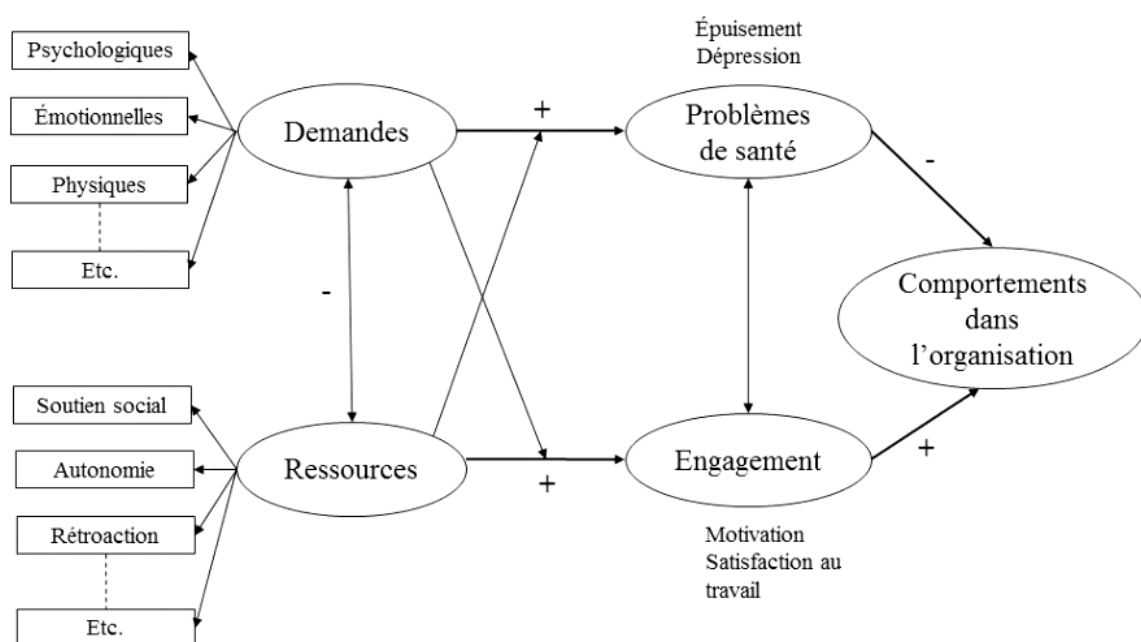 Psychologiques
Émotionnelles
Physiques
Etc.
Soutien social
Autonomie
Rétroaction
Etc.
Demandes
-
Ressources
+
+
Épuisement
Dépression
Problèmes
de santé
Engagement
Motivation
Satisfaction au
travail
-
Comportements
dans
l'organisation
+